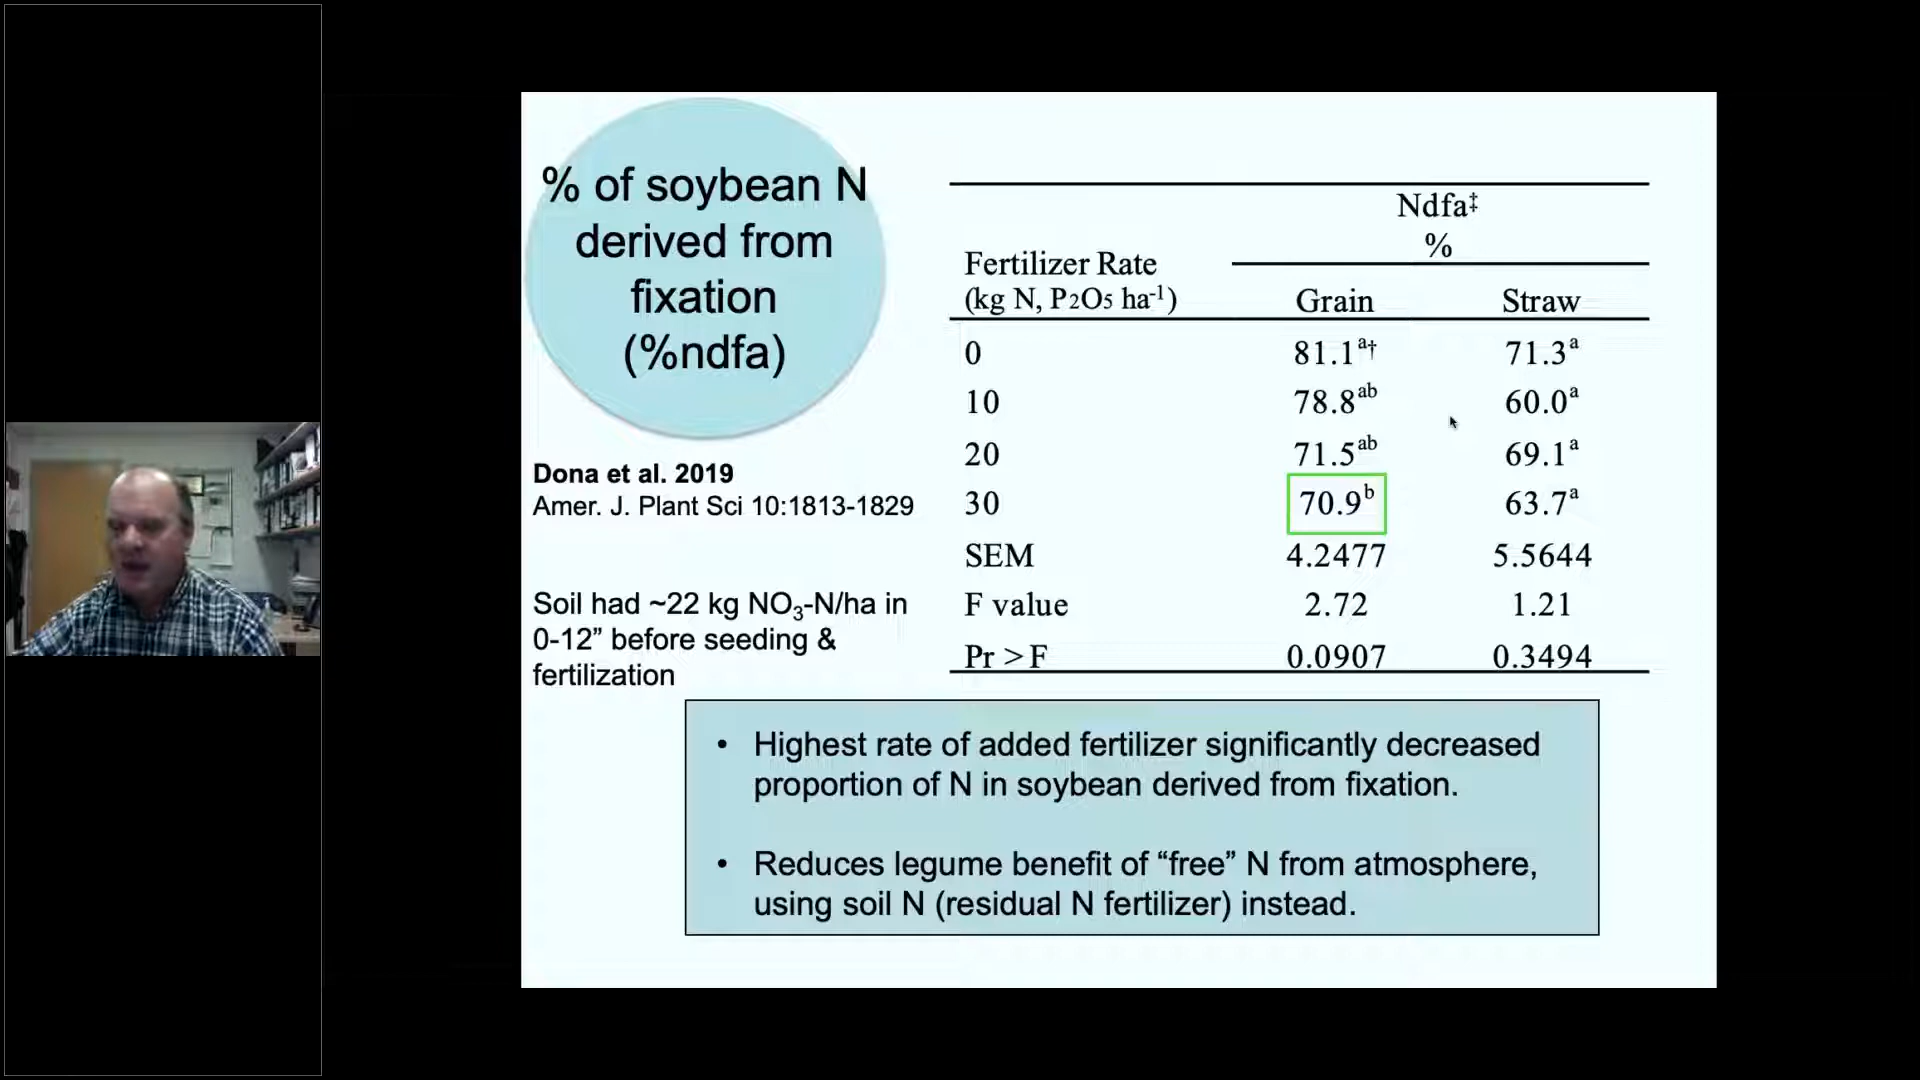 % of soybean N
derived from
fixation
(%ndfa)
Dona et al. 2019
Amer. J. Plant Sci 10:1813-1829
Soil had ~22 kg NO₃-N/ha in
0-12” before seeding &
fertilization
Ndfa‡
%
Fertilizer Rate
(kg N, P₂O₅ ha⁻¹) Grain Straw
0 81.1ᵃ† 71.3ᵃ
10 78.8ᵃᵇ 60.0ᵃ
20 71.5ᵃᵇ 69.1ᵃ
30 70.9ᵇ 63.7ᵃ
SEM 4.2477 5.5644
F value 2.72 1.21
Pr > F 0.0907 0.3494
• Highest rate of added fertilizer significantly decreased
proportion of N in soybean derived from fixation.
• Reduces legume benefit of “free” N from atmosphere,
using soil N (residual N fertilizer) instead.